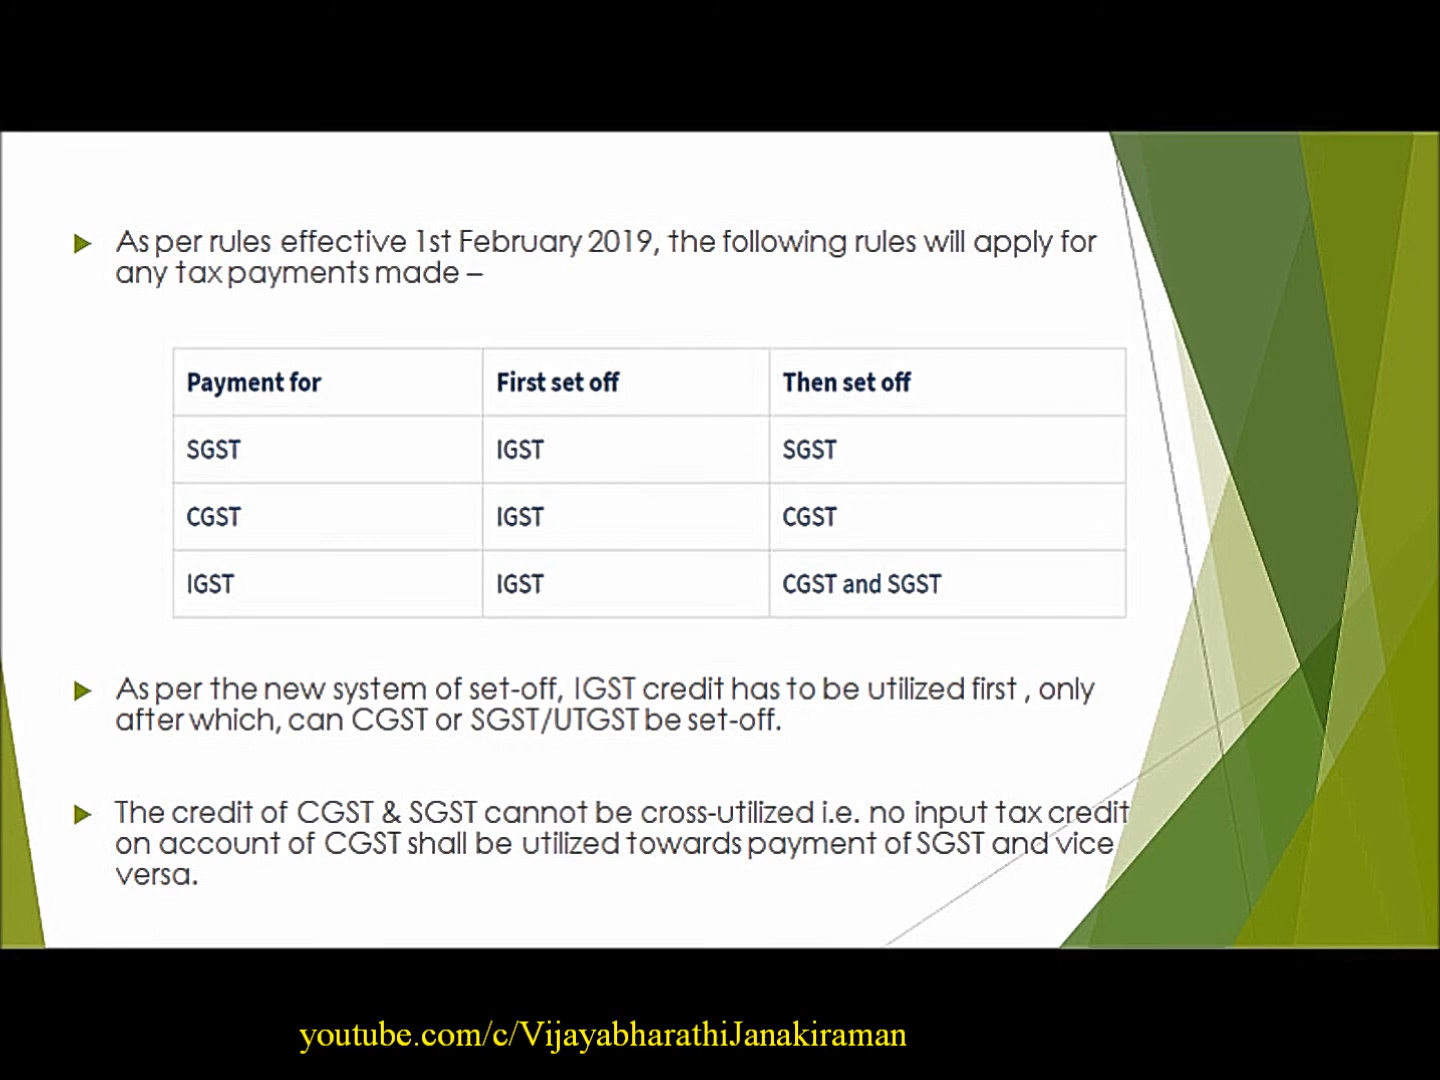 As per rules effective 1st February 2019, the following rules will apply for
any tax payments made –
Payment for First set off Then set off
SGST IGST SGST
CGST IGST CGST
IGST IGST CGST and SGST
As per the new system of set-off, IGST credit has to be utilized first , only
after which, can CGST or SGST/UTGST be set-off.
The credit of CGST & SGST cannot be cross-utilized i.e. no input tax credit
on account of CGST shall be utilized towards payment of SGST and vice
versa.
youtube.com/c/VijayabharathiJanakiraman